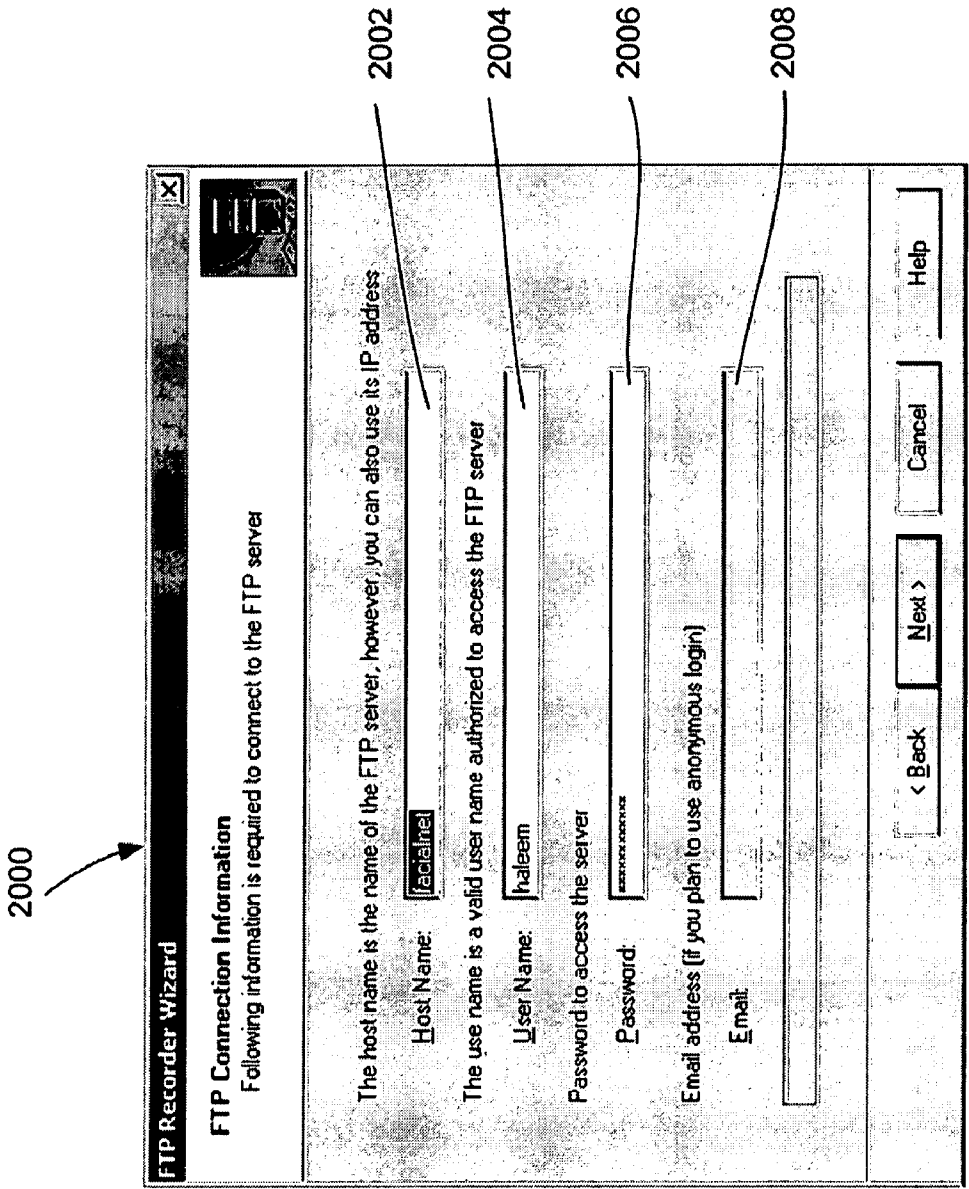 2000
FTP Recorder Wizard
FTP Connection Information
Following information is required to connect to the FTP server
The host name is the name of the FTP server, however, you can also use its IP address
Host Name: facialnet 2002
The use name is a valid user name authorized to access the FTP server
User Name: haleem 2004
Password to access the server
Password: 2006
Email address (if you plan to use anonymous login)
Email: 2008
< Back Next > Cancel Help